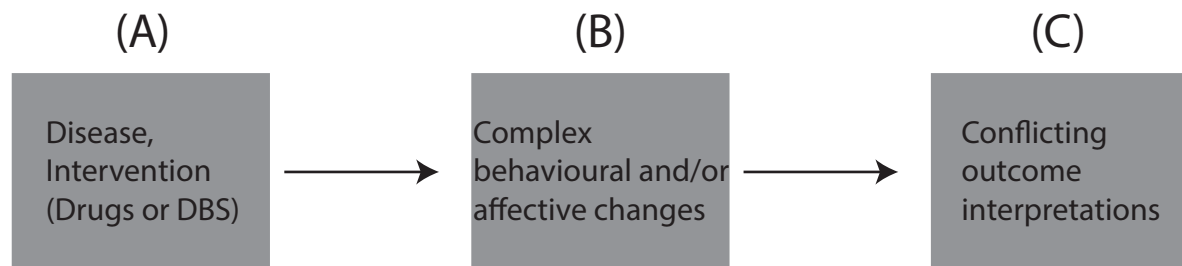 (A)
(B)
(C)
Disease,
Intervention
(Drugs or DBS)
Complex
behavioural and/or
affective changes
Conflicting
outcome
interpretations